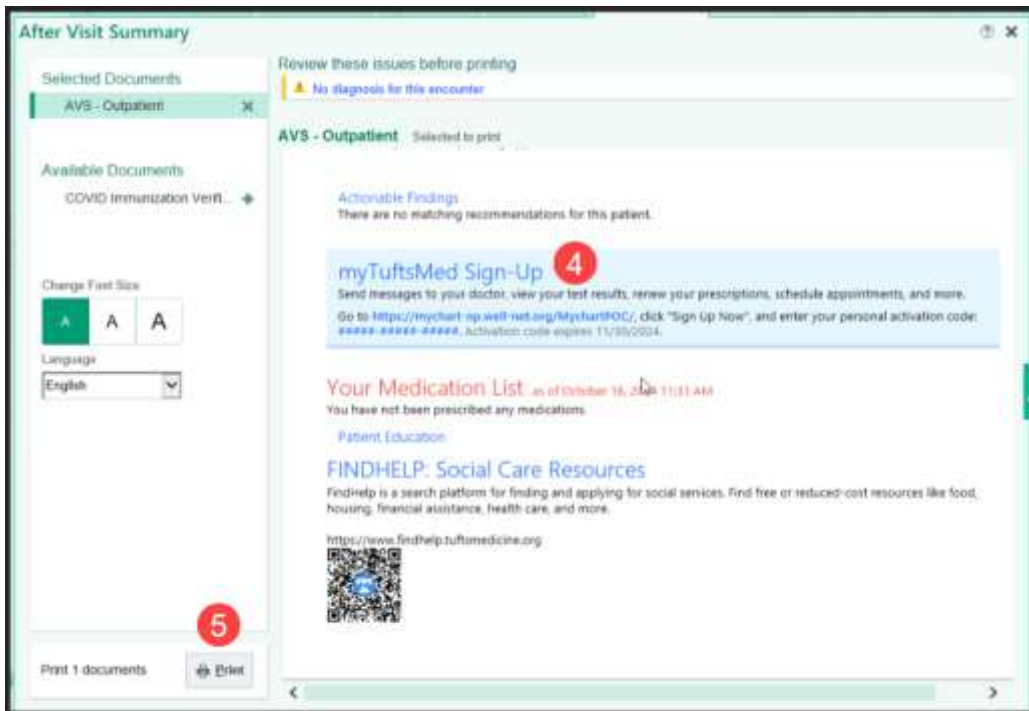 After Visit Summary
Selected Documents
AVS - Outpatient
Available Documents
COVID Immunization Verifi...
Change Font Size
A A A
Language
English
5
Print 1 documents
Print
Review these issues before printing
No diagnosis for this encounter
AVS - Outpatient Selected to print
Actionable Findings
There are no matching recommendations for this patient.
myTuftsMed Sign-Up 4
Send messages to your doctor, view your test results, renew your prescriptions, schedule appointments, and more.
Go to https://mychart-np.well-net.org/MychartPOC/, click "Sign Up Now", and enter your personal activation code:
#####-#####-#####. Activation code expires 11/30/2024.
Your Medication List as of October 16, 11:31 AM
You have not been prescribed any medications.
Patient Education
FINDHELP: Social Care Resources
FindHelp is a search platform for finding and applying for social services. Find free or reduced-cost resources like food,
housing, financial assistance, health care, and more.
https://www.findhelp.tuftsmedicine.org